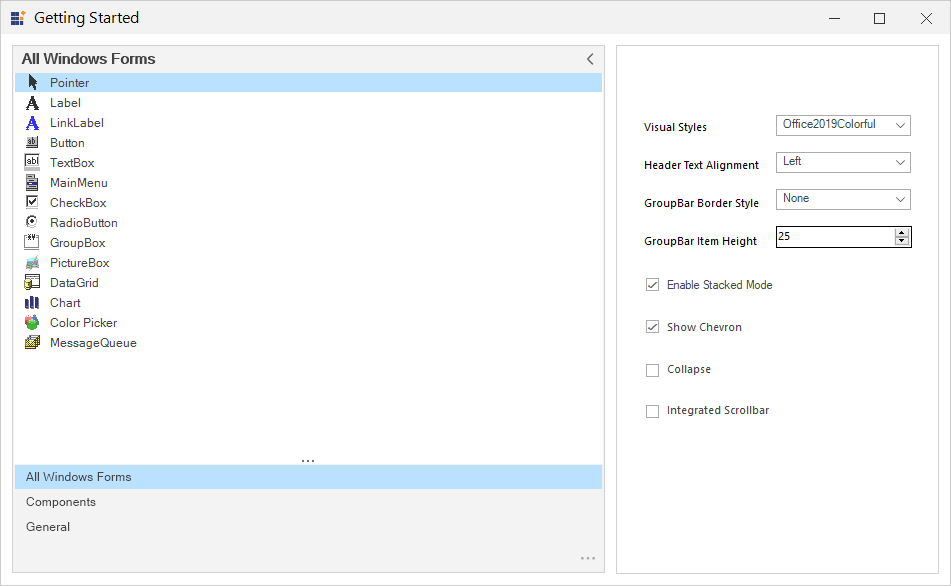 Getting Started
All Windows Forms
Pointer
Label
LinkLabel
Button
TextBox
MainMenu
CheckBox
RadioButton
GroupBox
PictureBox
DataGrid
Chart
Color Picker
MessageQueue
...
All Windows Forms
Components
General
...
Visual Styles Office2019Colorful
Header Text Alignment Left
GroupBar Border Style None
GroupBar Item Height 25
Enable Stacked Mode
Show Chevron
Collapse
Integrated Scrollbar